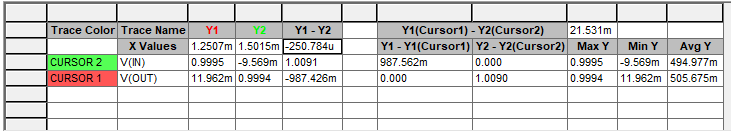 Trace Color Trace Name Y1 Y2 Y1 - Y2 Y1(Cursor1) - Y2(Cursor2) 21.531m
X Values 1.2507m 1.5015m -250.784u Y1 - Y1(Cursor1) Y2 - Y2(Cursor2) Max Y Min Y Avg Y
CURSOR 2 V(IN) 0.9995 -9.569m 1.0091 987.562m 0.000 0.9995 -9.569m 494.977m
CURSOR 1 V(OUT) 11.962m 0.9994 -987.426m 0.000 1.0090 0.9994 11.962m 505.675m